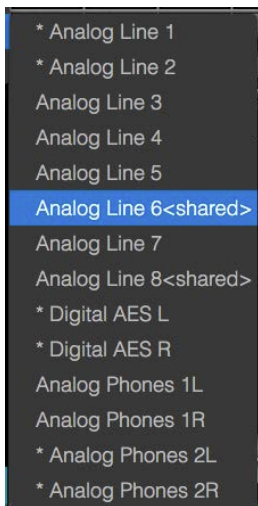 * Analog Line 1
* Analog Line 2
Analog Line 3
Analog Line 4
Analog Line 5
Analog Line 6<shared>
Analog Line 7
Analog Line 8<shared>
* Digital AES L
* Digital AES R
Analog Phones 1L
Analog Phones 1R
* Analog Phones 2L
* Analog Phones 2R